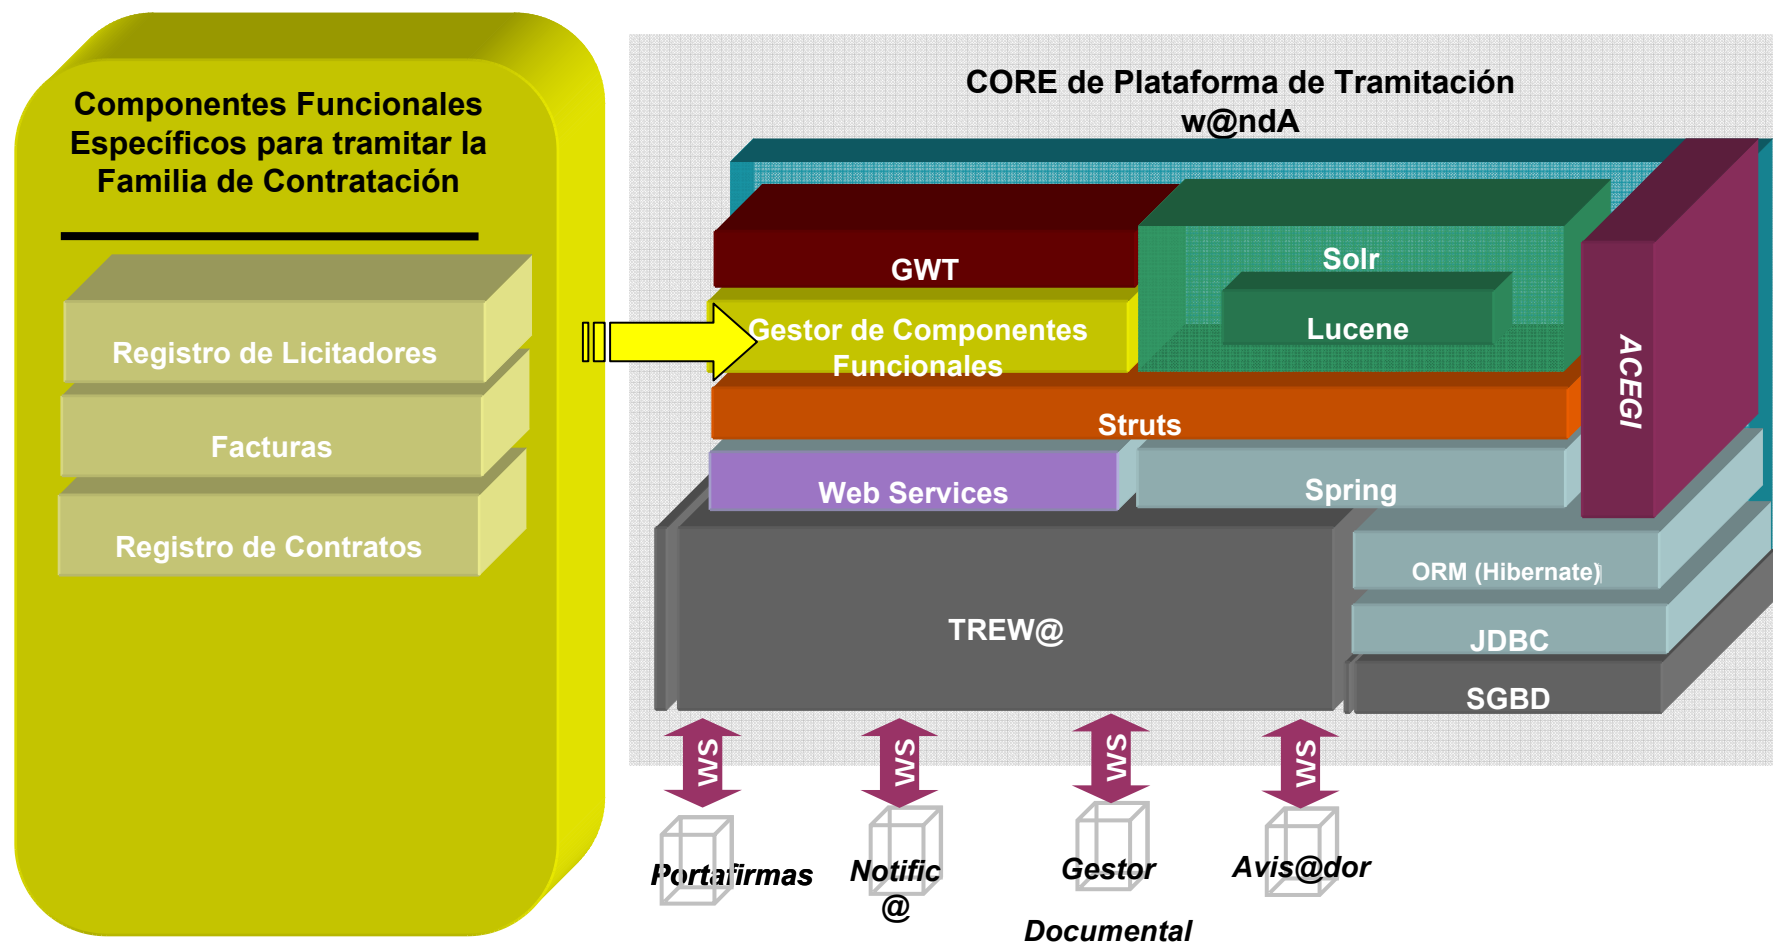 Componentes Funcionales
Específicos para tramitar la
Familia de Contratación
Registro de Licitadores
Facturas
Registro de Contratos
CORE de Plataforma de Tramitación
w@ndA
GWT
Solr
Lucene
Gestor de Componentes
Funcionales
ACEGI
Struts
Web Services
Spring
TREW@
ORM (Hibernate)
JDBC
SGBD
WS
WS
WS
WS
Portafirmas
Notific
@
Gestor
Documental
Avis@dor